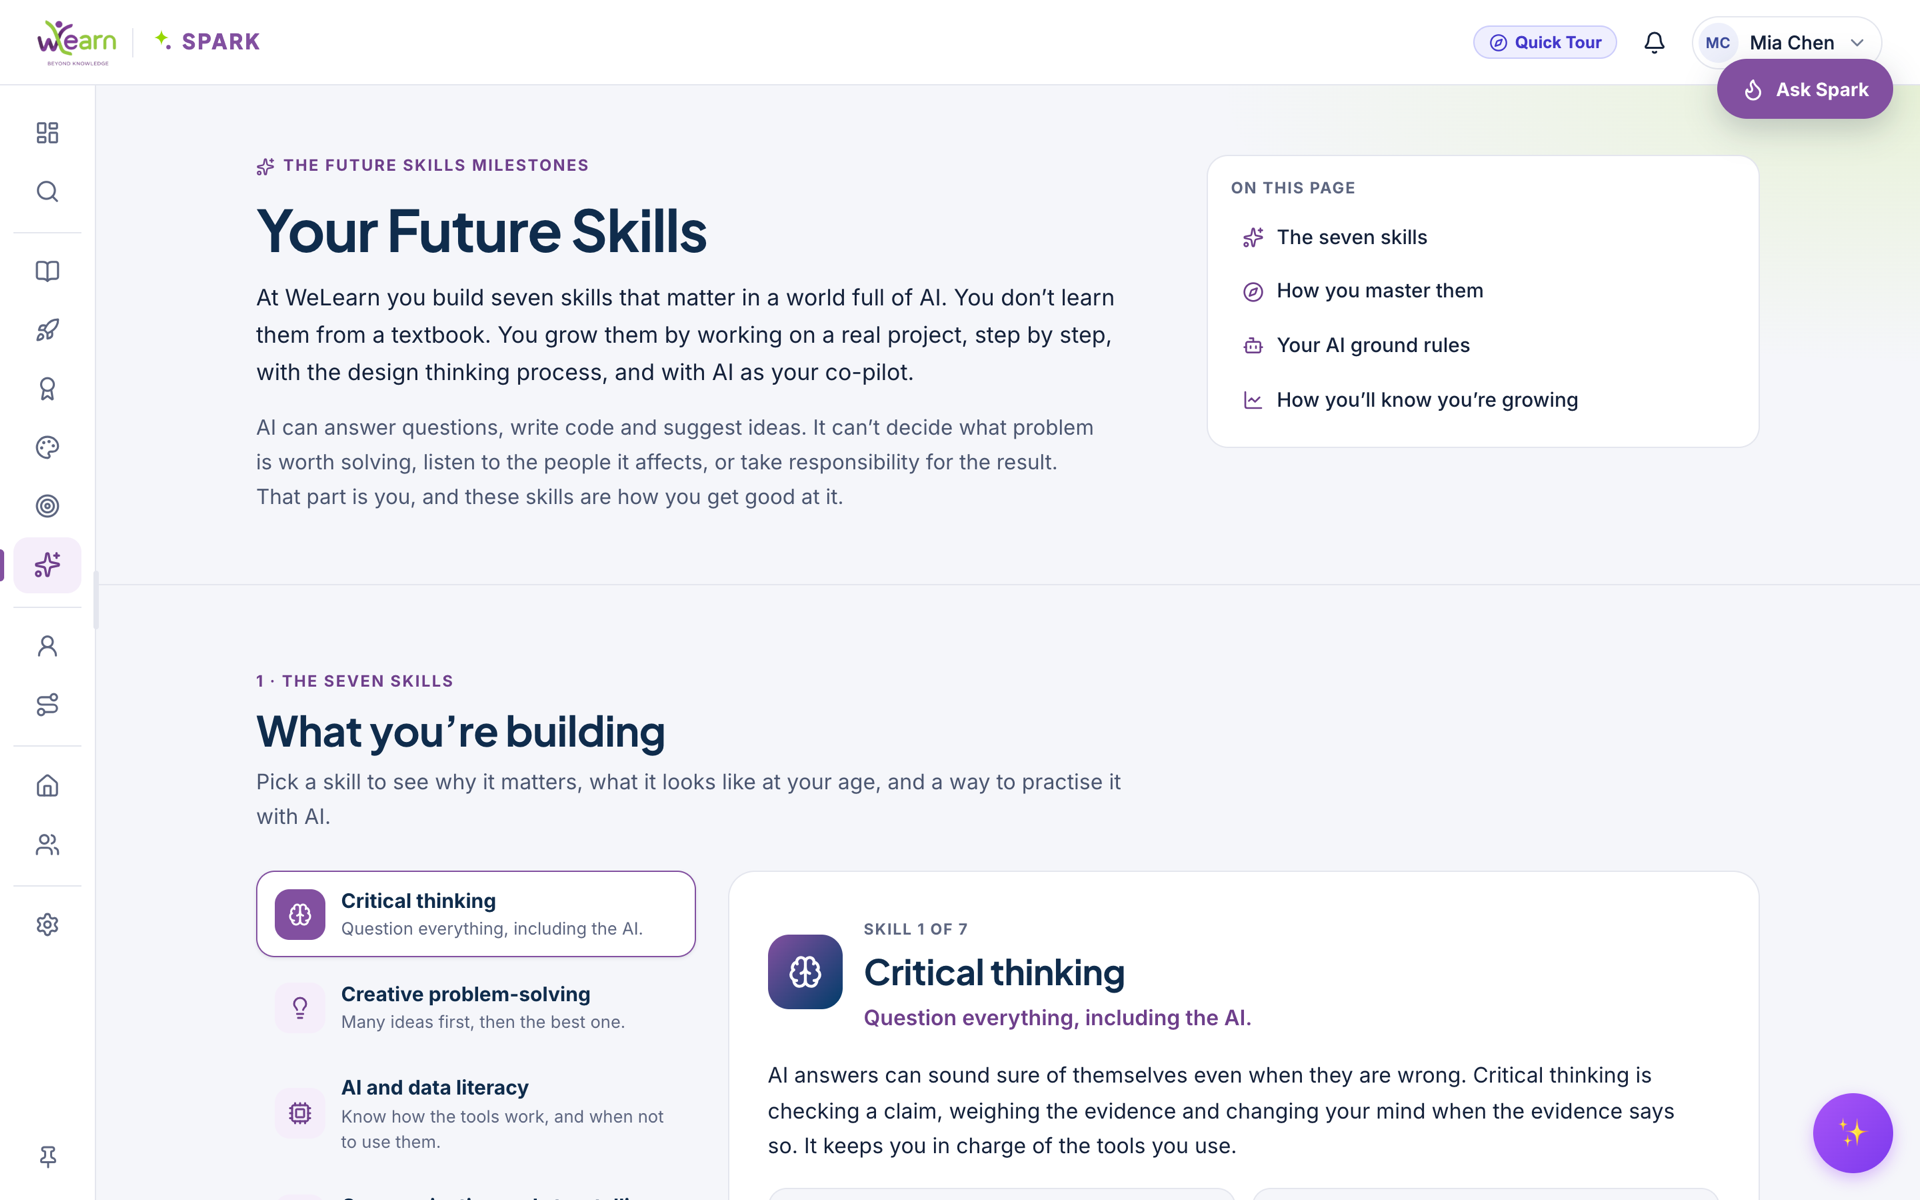 welearn
BEYOND KNOWLEDGE
SPARK
Quick Tour
MC
Mia Chen
Ask Spark
THE FUTURE SKILLS MILESTONES
Your Future Skills
At WeLearn you build seven skills that matter in a world full of AI. You don’t learn
them from a textbook. You grow them by working on a real project, step by step,
with the design thinking process, and with AI as your co-pilot.
AI can answer questions, write code and suggest ideas. It can’t decide what problem
is worth solving, listen to the people it affects, or take responsibility for the result.
That part is you, and these skills are how you get good at it.
ON THIS PAGE
The seven skills
How you master them
Your AI ground rules
How you’ll know you’re growing
1 · THE SEVEN SKILLS
What you’re building
Pick a skill to see why it matters, what it looks like at your age, and a way to practise it
with AI.
Critical thinking
Question everything, including the AI.
Creative problem-solving
Many ideas first, then the best one.
AI and data literacy
Know how the tools work, and when not
to use them.
SKILL 1 OF 7
Critical thinking
Question everything, including the AI.
AI answers can sound sure of themselves even when they are wrong. Critical thinking is
checking a claim, weighing the evidence and changing your mind when the evidence says
so. It keeps you in charge of the tools you use.